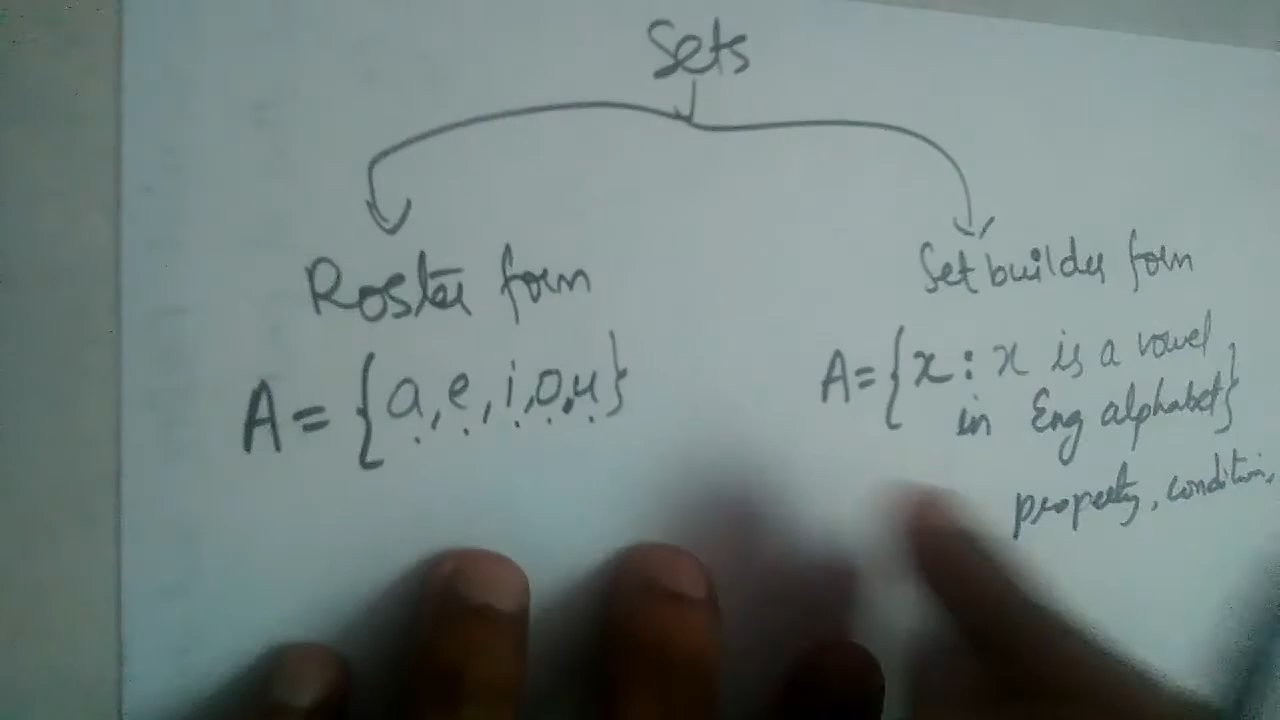 Sets
Roster form
Set builder form
A = {a, e, i, o, u}
A = {x : x is a vowel
in Eng alphabet}
property, condition,